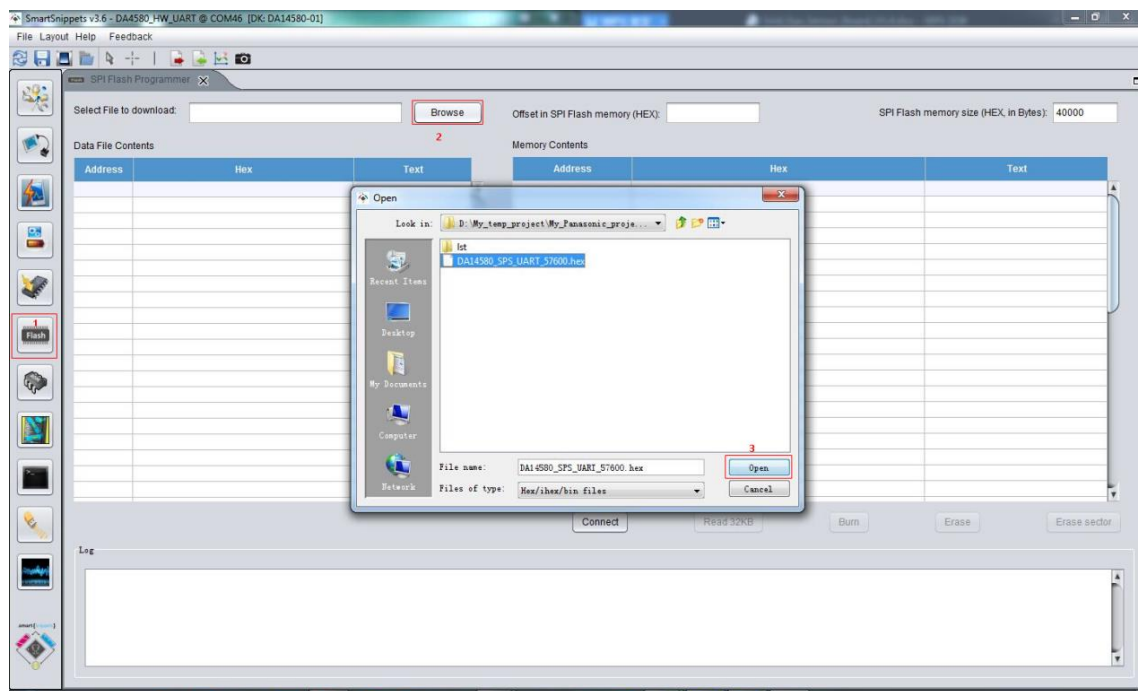 SmartSnippets v3.6 - DA4580_HW_UART @ COM46 [DK: DA14580-01]
File Layout Help Feedback
SPI Flash Programmer
Select File to download:
Browse
Offset in SPI Flash memory (HEX):
SPI Flash memory size (HEX, in Bytes): 40000
2
Data File Contents
Memory Contents
Address Hex Text
Address Hex Text
Open
Look in: D:\My_temp_project\My_Panasonic_proje...
lst
DA14580_SPS_UART_57600.hex
Recent Items
Desktop
My Documents
Computer
Network
1
Flash
3
File name: DA14580_SPS_UART_57600.hex
Open
Files of type: Hex/ihex/bin files
Cancel
Connect
Read 32KB
Burn
Erase
Erase sector
Log